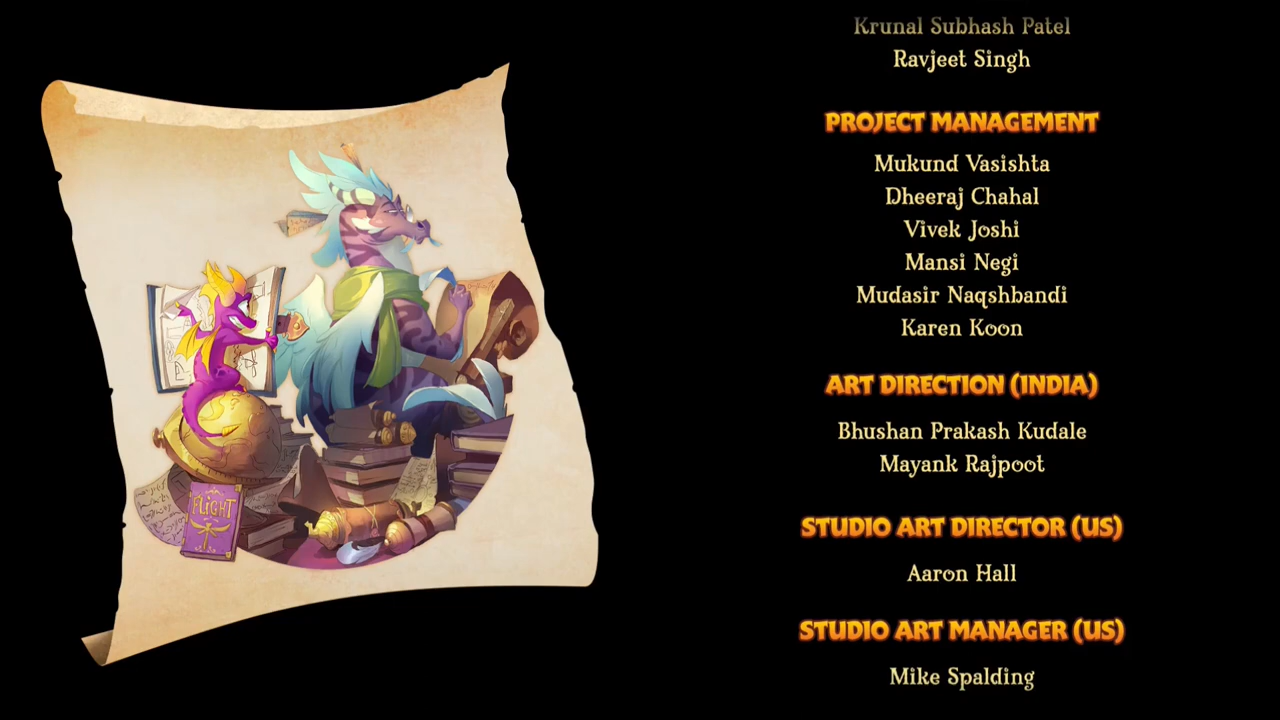 Krunal Subhash Patel
Ravjeet Singh
PROJECT MANAGEMENT
Mukund Vasishta
Dheeraj Chahal
Vivek Joshi
Mansi Negi
Mudasir Naqshbandi
Karen Koon
ART DIRECTION (INDIA)
Bhushan Prakash Kudale
Mayank Rajpoot
STUDIO ART DIRECTOR (US)
Aaron Hall
STUDIO ART MANAGER (US)
Mike Spalding
FLIGHT